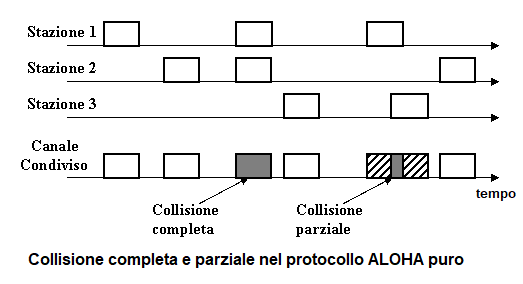 Stazione 1
Stazione 2
Stazione 3
Canale
Condiviso
tempo
Collisione
completa
Collisione
parziale
Collisione completa e parziale nel protocollo ALOHA puro